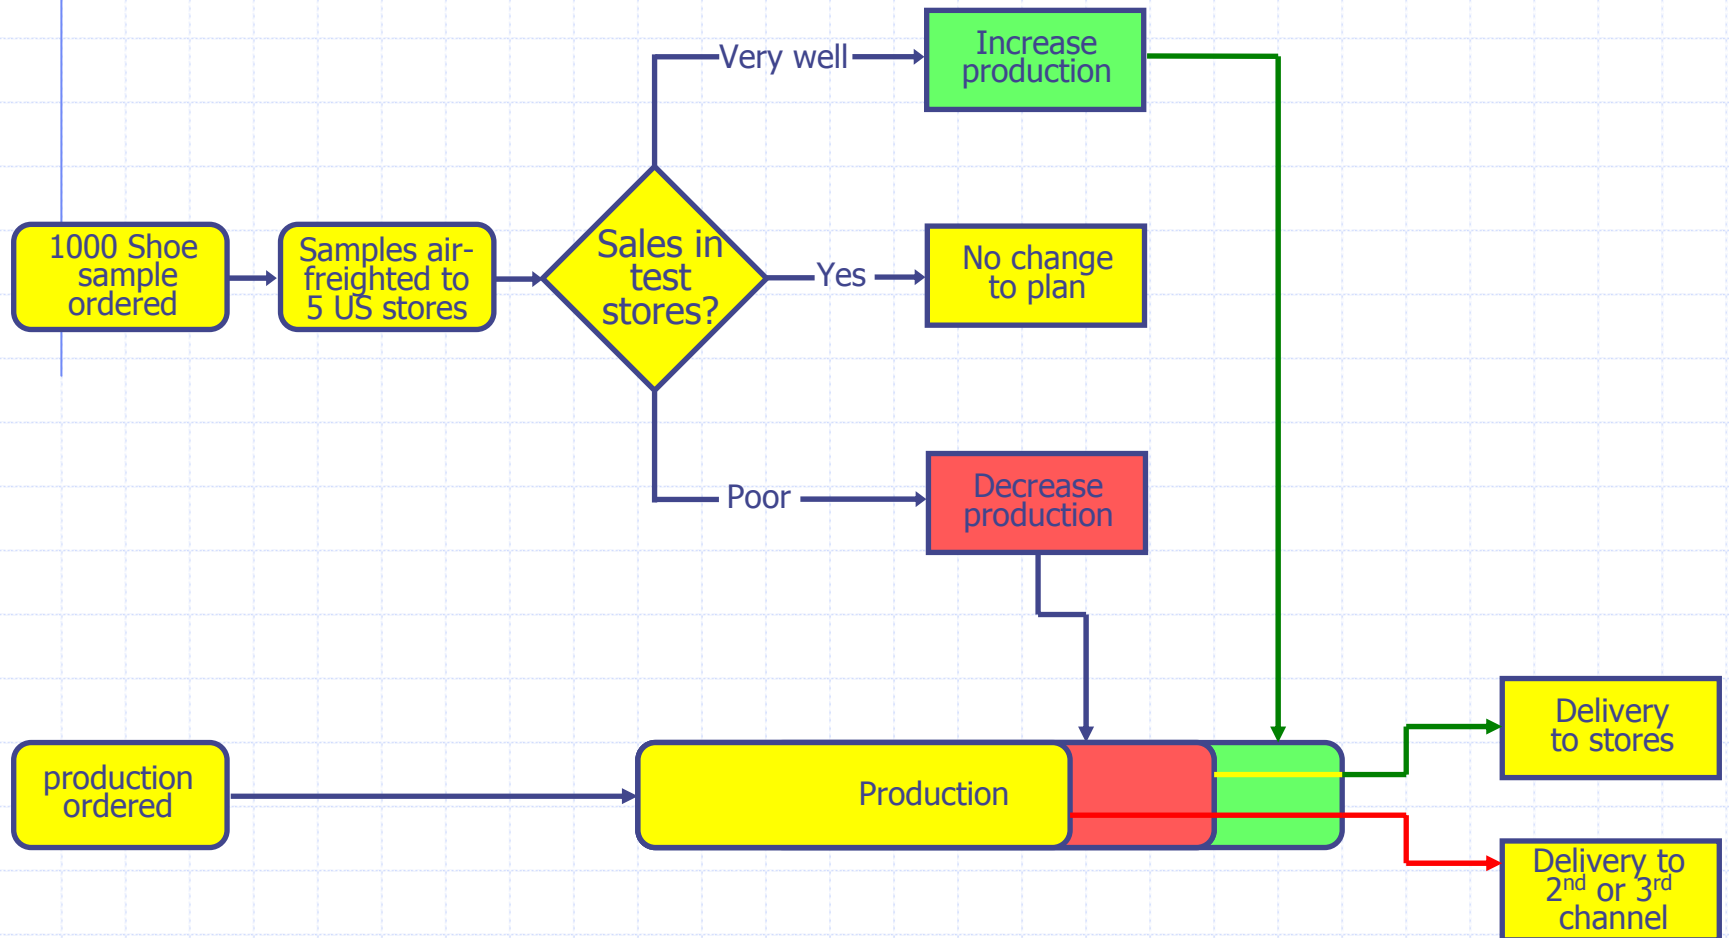 Very well
Increase
production
1000 Shoe
sample
ordered
Samples air-
freighted to
5 US stores
Sales in
test
stores?
Yes
No change
to plan
Poor
Decrease
production
production
ordered
Production
Delivery
to stores
Delivery to
2nd or 3rd
channel